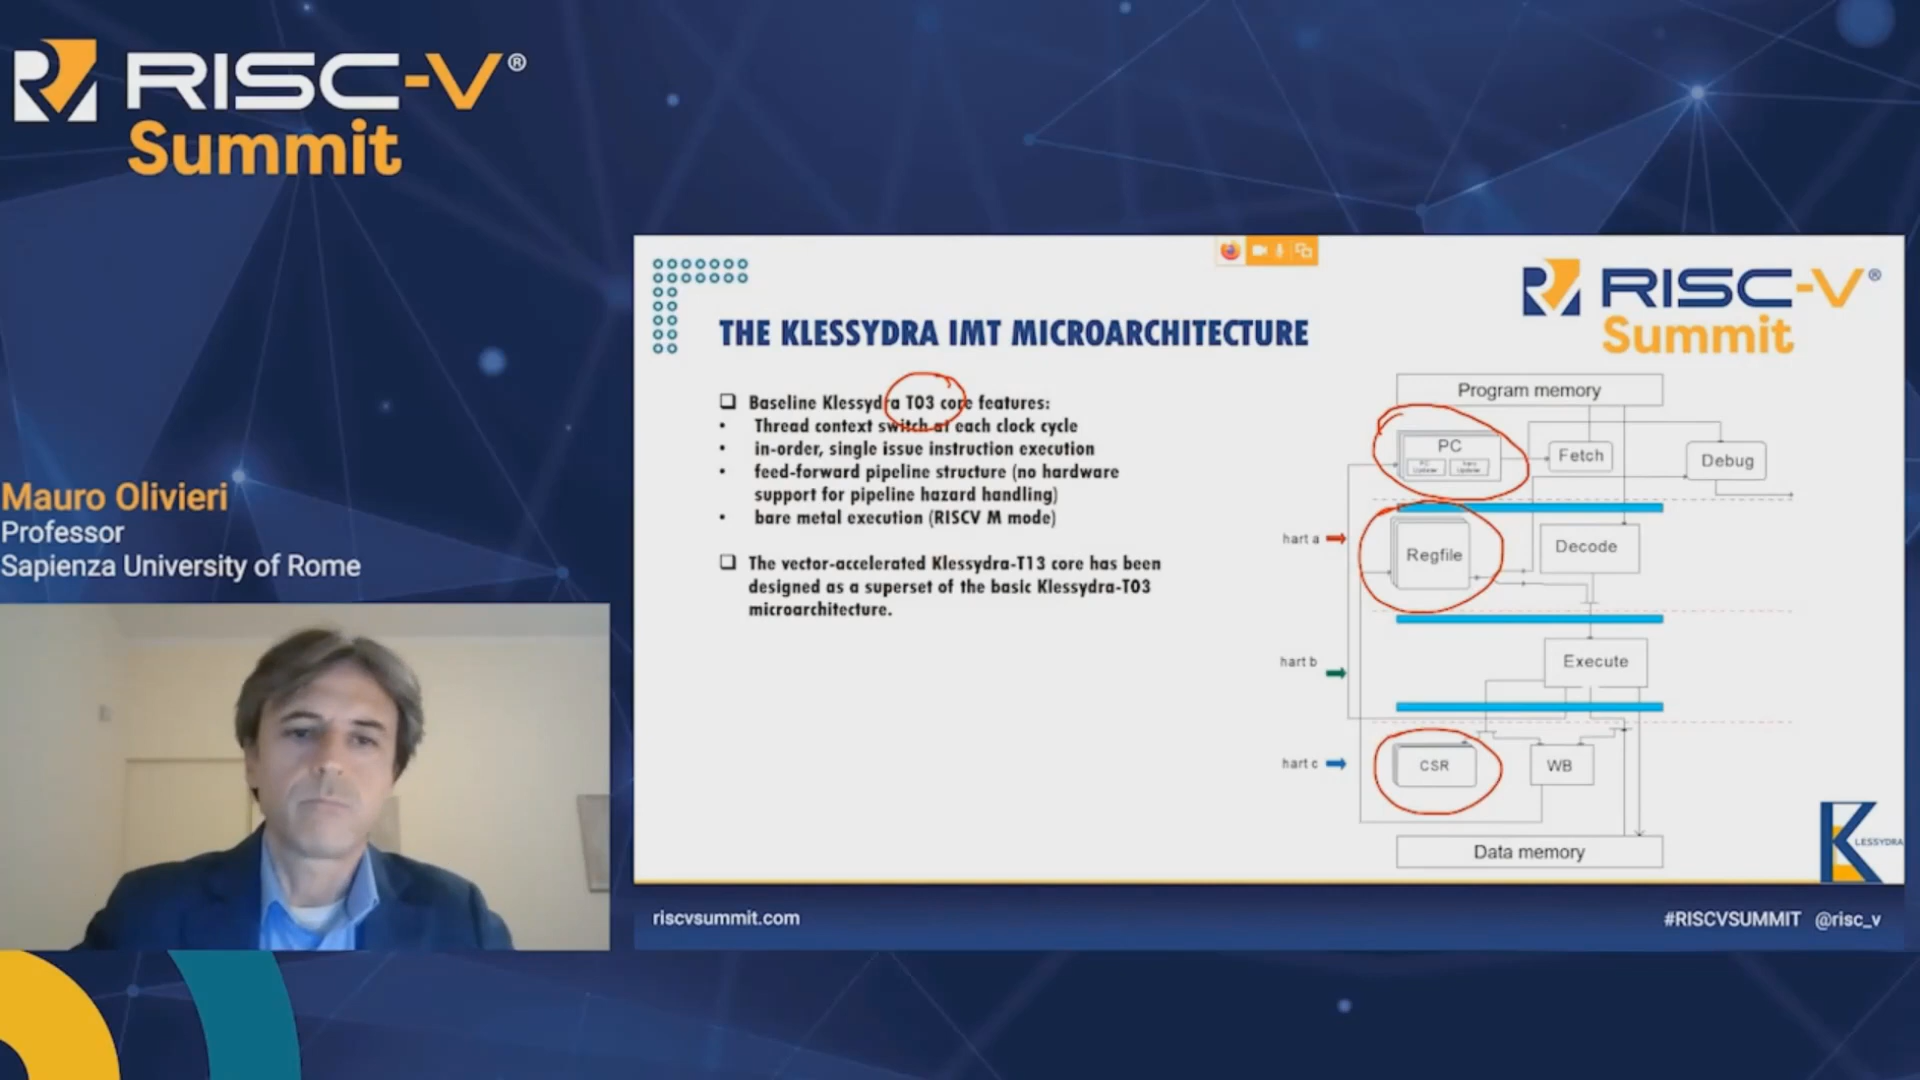 RISC-V®
Summit
Mauro Olivieri
Professor
Sapienza University of Rome
RISC-V®
Summit
THE KLESSYDRA IMT MICROARCHITECTURE
❑ Baseline Klessydra T03 core features:
• Thread context switch at each clock cycle
• in-order, single issue instruction execution
• feed-forward pipeline structure (no hardware
support for pipeline hazard handling)
• bare metal execution (RISCV M mode)
❑ The vector-accelerated Klessydra-T13 core has been
designed as a superset of the basic Klessydra-T03
microarchitecture.
Program memory
PC
Fetch
Debug
hart a
Regfile
Decode
hart b
Execute
hart c
CSR
WB
Data memory
KLESSYDRA
riscvsummit.com
#RISCVSUMMIT @risc_v